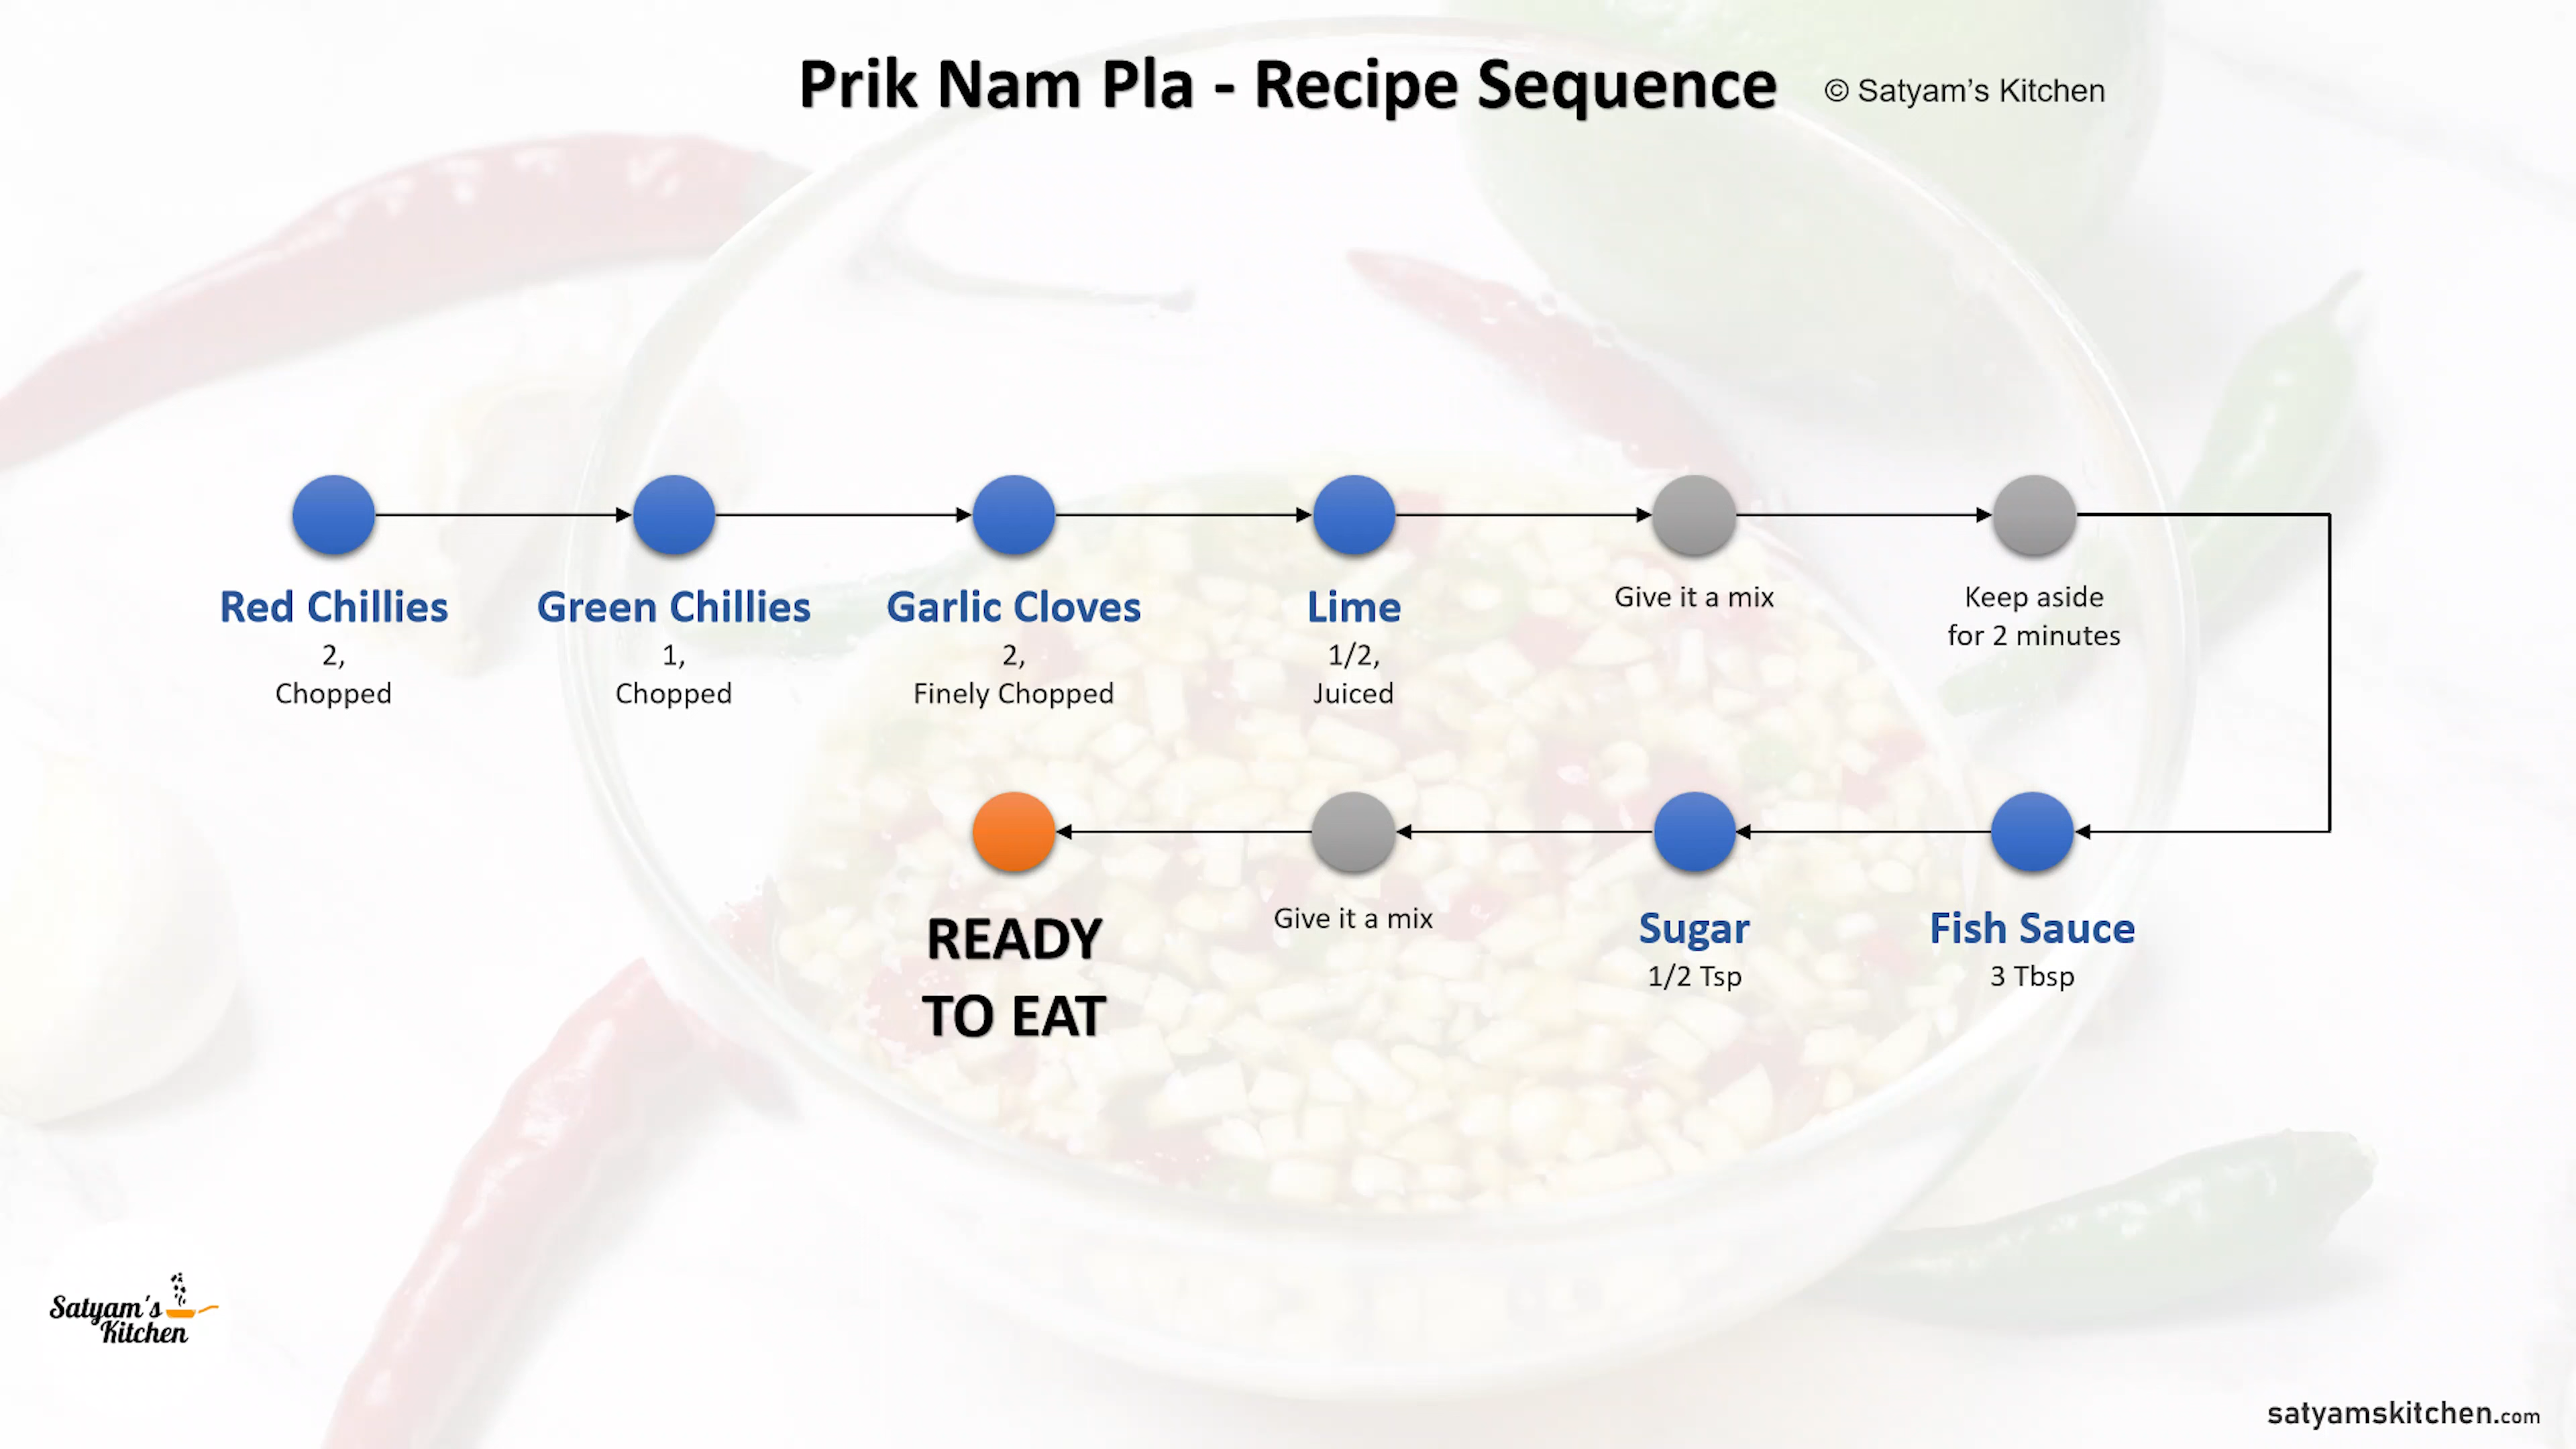 Prik Nam Pla - Recipe Sequence © Satyam's Kitchen
Red Chillies
2,
Chopped
Green Chillies
1,
Chopped
Garlic Cloves
2,
Finely Chopped
Lime
1/2,
Juiced
Give it a mix
Keep aside
for 2 minutes
Fish Sauce
3 Tbsp
Sugar
1/2 Tsp
Give it a mix
READY
TO EAT
Satyam's
Kitchen
satyamskitchen.com